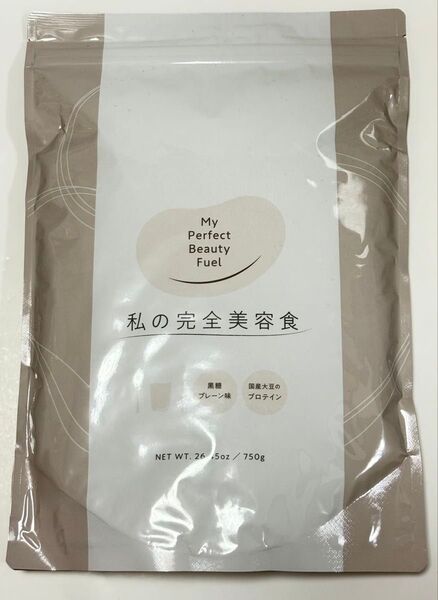 My
Perfect
Beauty
Fuel
私の完全美容食
黒糖
プレーン味
国産大豆の
プロテイン
NET WT. 26.45oz／750g